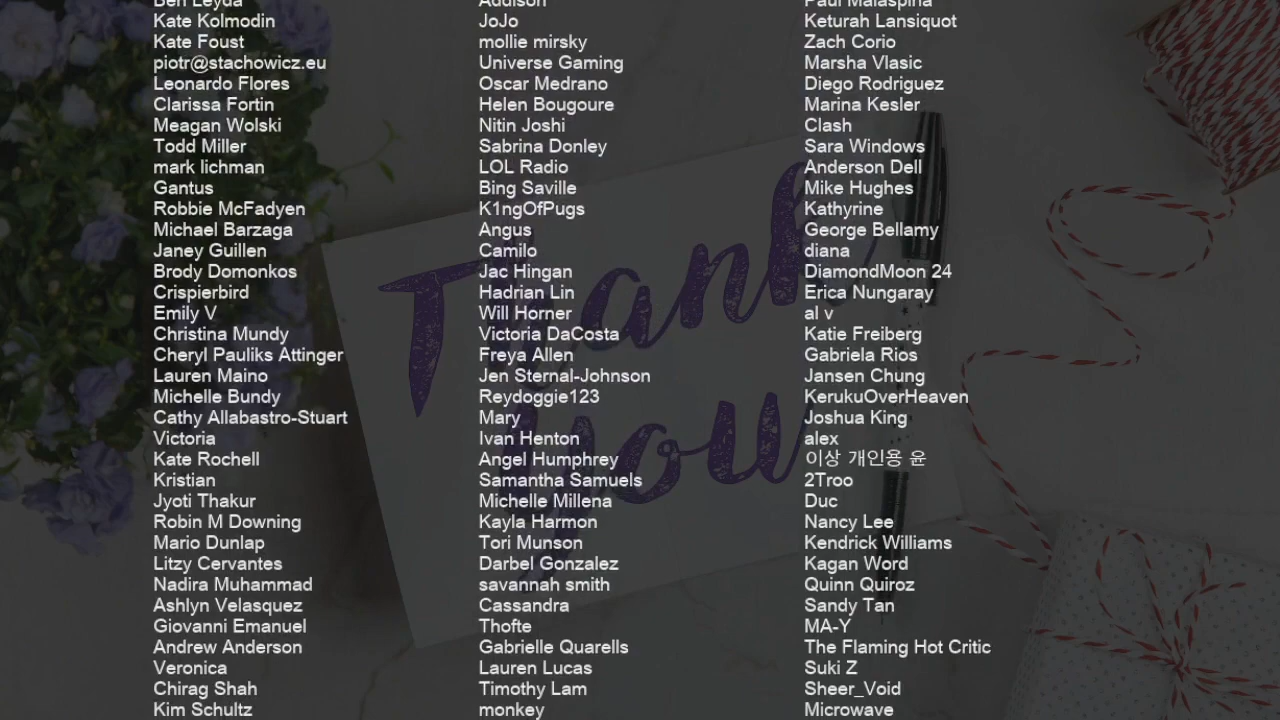 Ben Leyda
Kate Kolmodin
Kate Foust
piotr@stachowicz.eu
Leonardo Flores
Clarissa Fortin
Meagan Wolski
Todd Miller
mark lichman
Gantus
Robbie McFadyen
Michael Barzaga
Janey Guillen
Brody Domonkos
Crispierbird
Emily V
Christina Mundy
Cheryl Pauliks Attinger
Lauren Maino
Michelle Bundy
Cathy Allabastro-Stuart
Victoria
Kate Rochell
Kristian
Jyoti Thakur
Robin M Downing
Mario Dunlap
Litzy Cervantes
Nadira Muhammad
Ashlyn Velasquez
Giovanni Emanuel
Andrew Anderson
Veronica
Chirag Shah
Kim Schultz
Addison
JoJo
mollie mirsky
Universe Gaming
Oscar Medrano
Helen Bougoure
Nitin Joshi
Sabrina Donley
LOL Radio
Bing Saville
K1ngOfPugs
Angus
Camilo
Jac Hingan
Hadrian Lin
Will Horner
Victoria DaCosta
Freya Allen
Jen Sternal-Johnson
Reydoggie123
Mary
Ivan Henton
Angel Humphrey
Samantha Samuels
Michelle Millena
Kayla Harmon
Tori Munson
Darbel Gonzalez
savannah smith
Cassandra
Thofte
Gabrielle Quarells
Lauren Lucas
Timothy Lam
monkey
Paul Malaspina
Keturah Lansiquot
Zach Corio
Marsha Vlasic
Diego Rodriguez
Marina Kesler
Clash
Sara Windows
Anderson Dell
Mike Hughes
Kathyrine
George Bellamy
diana
DiamondMoon 24
Erica Nungaray
al v
Katie Freiberg
Gabriela Rios
Jansen Chung
KerukuOverHeaven
Joshua King
alex
이상 개인용 윤
2Troo
Duc
Nancy Lee
Kendrick Williams
Kagan Word
Quinn Quiroz
Sandy Tan
MA-Y
The Flaming Hot Critic
Suki Z
Sheer_Void
Microwave
Thank
you